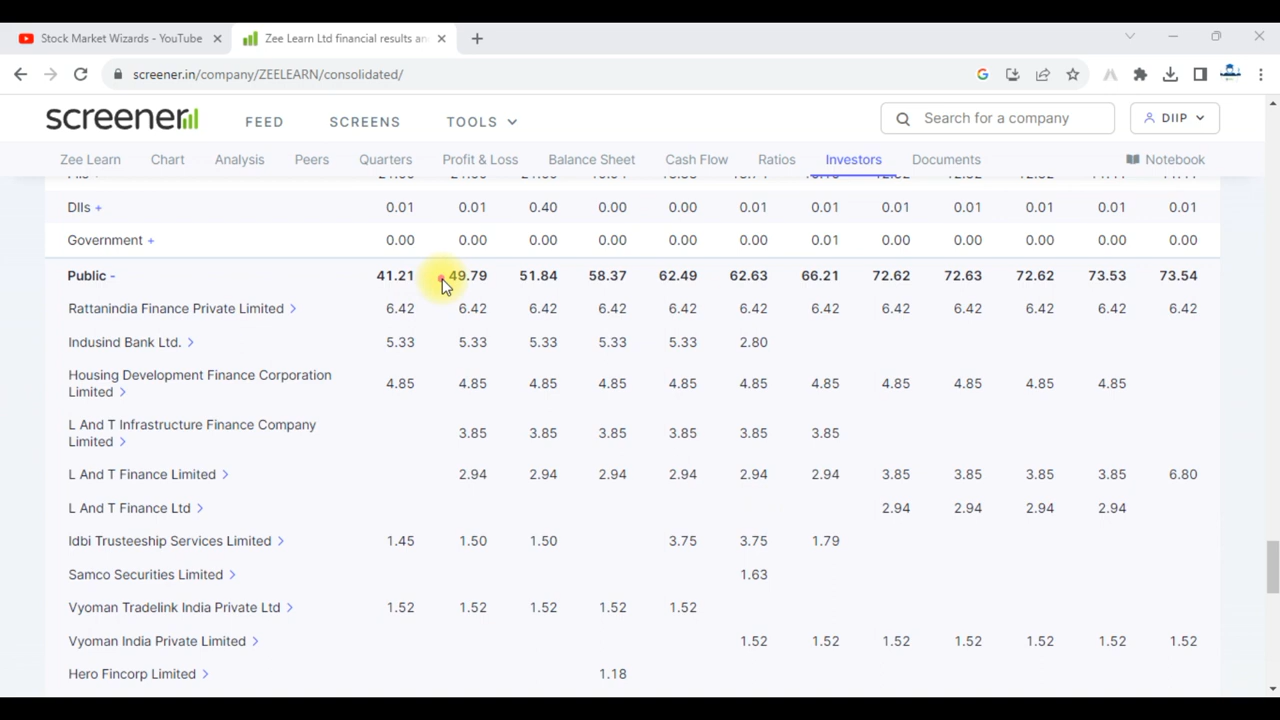 Stock Market Wizards - YouTube
Zee Learn Ltd financial results an
screener.in/company/ZEELEARN/consolidated/
screener
FEED SCREENS TOOLS
Search for a company
DIIP
Zee Learn Chart Analysis Peers Quarters Profit & Loss Balance Sheet Cash Flow Ratios Investors Documents Notebook
DIIs + 0.01 0.01 0.40 0.00 0.00 0.01 0.01 0.01 0.01 0.01 0.01 0.01
Government + 0.00 0.00 0.00 0.00 0.00 0.00 0.01 0.00 0.00 0.00 0.00 0.00
Public - 41.21 49.79 51.84 58.37 62.49 62.63 66.21 72.62 72.63 72.62 73.53 73.54
Rattanindia Finance Private Limited > 6.42 6.42 6.42 6.42 6.42 6.42 6.42 6.42 6.42 6.42 6.42 6.42
Indusind Bank Ltd. > 5.33 5.33 5.33 5.33 5.33 2.80
Housing Development Finance Corporation
Limited > 4.85 4.85 4.85 4.85 4.85 4.85 4.85 4.85 4.85 4.85 4.85
L And T Infrastructure Finance Company
Limited > 3.85 3.85 3.85 3.85 3.85 3.85
L And T Finance Limited > 2.94 2.94 2.94 2.94 2.94 2.94 3.85 3.85 3.85 3.85 6.80
L And T Finance Ltd > 2.94 2.94 2.94 2.94
Idbi Trusteeship Services Limited > 1.45 1.50 1.50 3.75 3.75 1.79
Samco Securities Limited > 1.63
Vyoman Tradelink India Private Ltd > 1.52 1.52 1.52 1.52 1.52
Vyoman India Private Limited > 1.52 1.52 1.52 1.52 1.52 1.52 1.52
Hero Fincorp Limited > 1.18